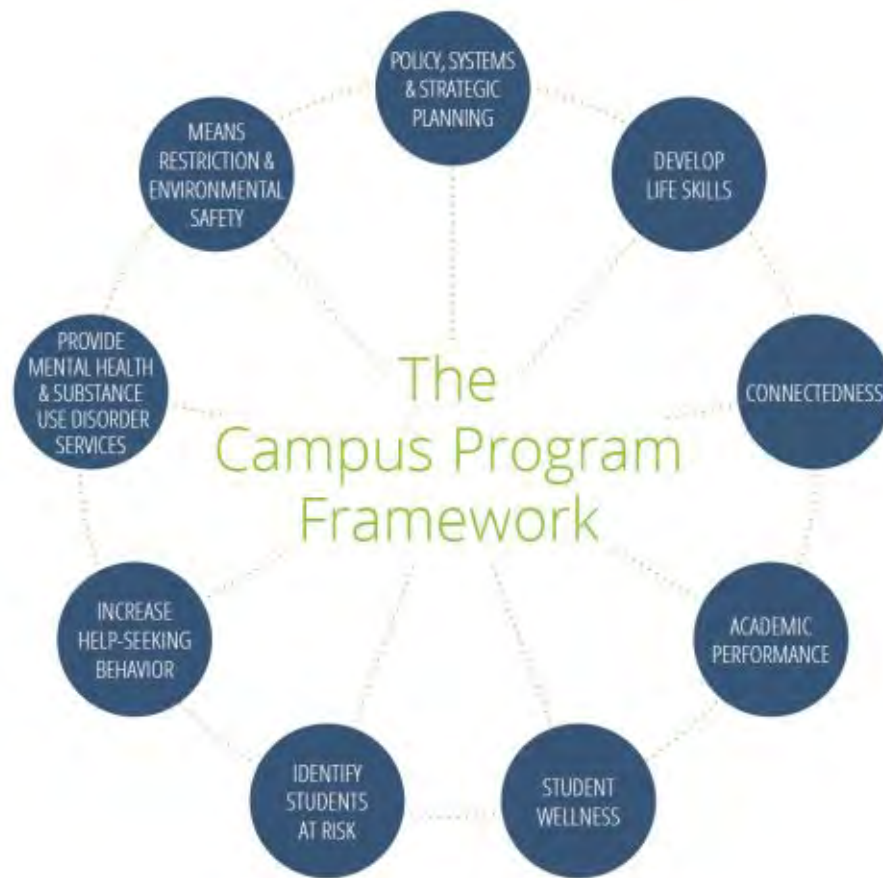 POLICY, SYSTEMS
& STRATEGIC
PLANNING
DEVELOP
LIFE SKILLS
CONNECTEDNESS
ACADEMIC
PERFORMANCE
STUDENT
WELLNESS
IDENTIFY
STUDENTS
AT RISK
INCREASE
HELP-SEEKING
BEHAVIOR
PROVIDE
MENTAL HEALTH
& SUBSTANCE
USE DISORDER
SERVICES
MEANS
RESTRICTION &
ENVIRONMENTAL
SAFETY
The
Campus Program
Framework